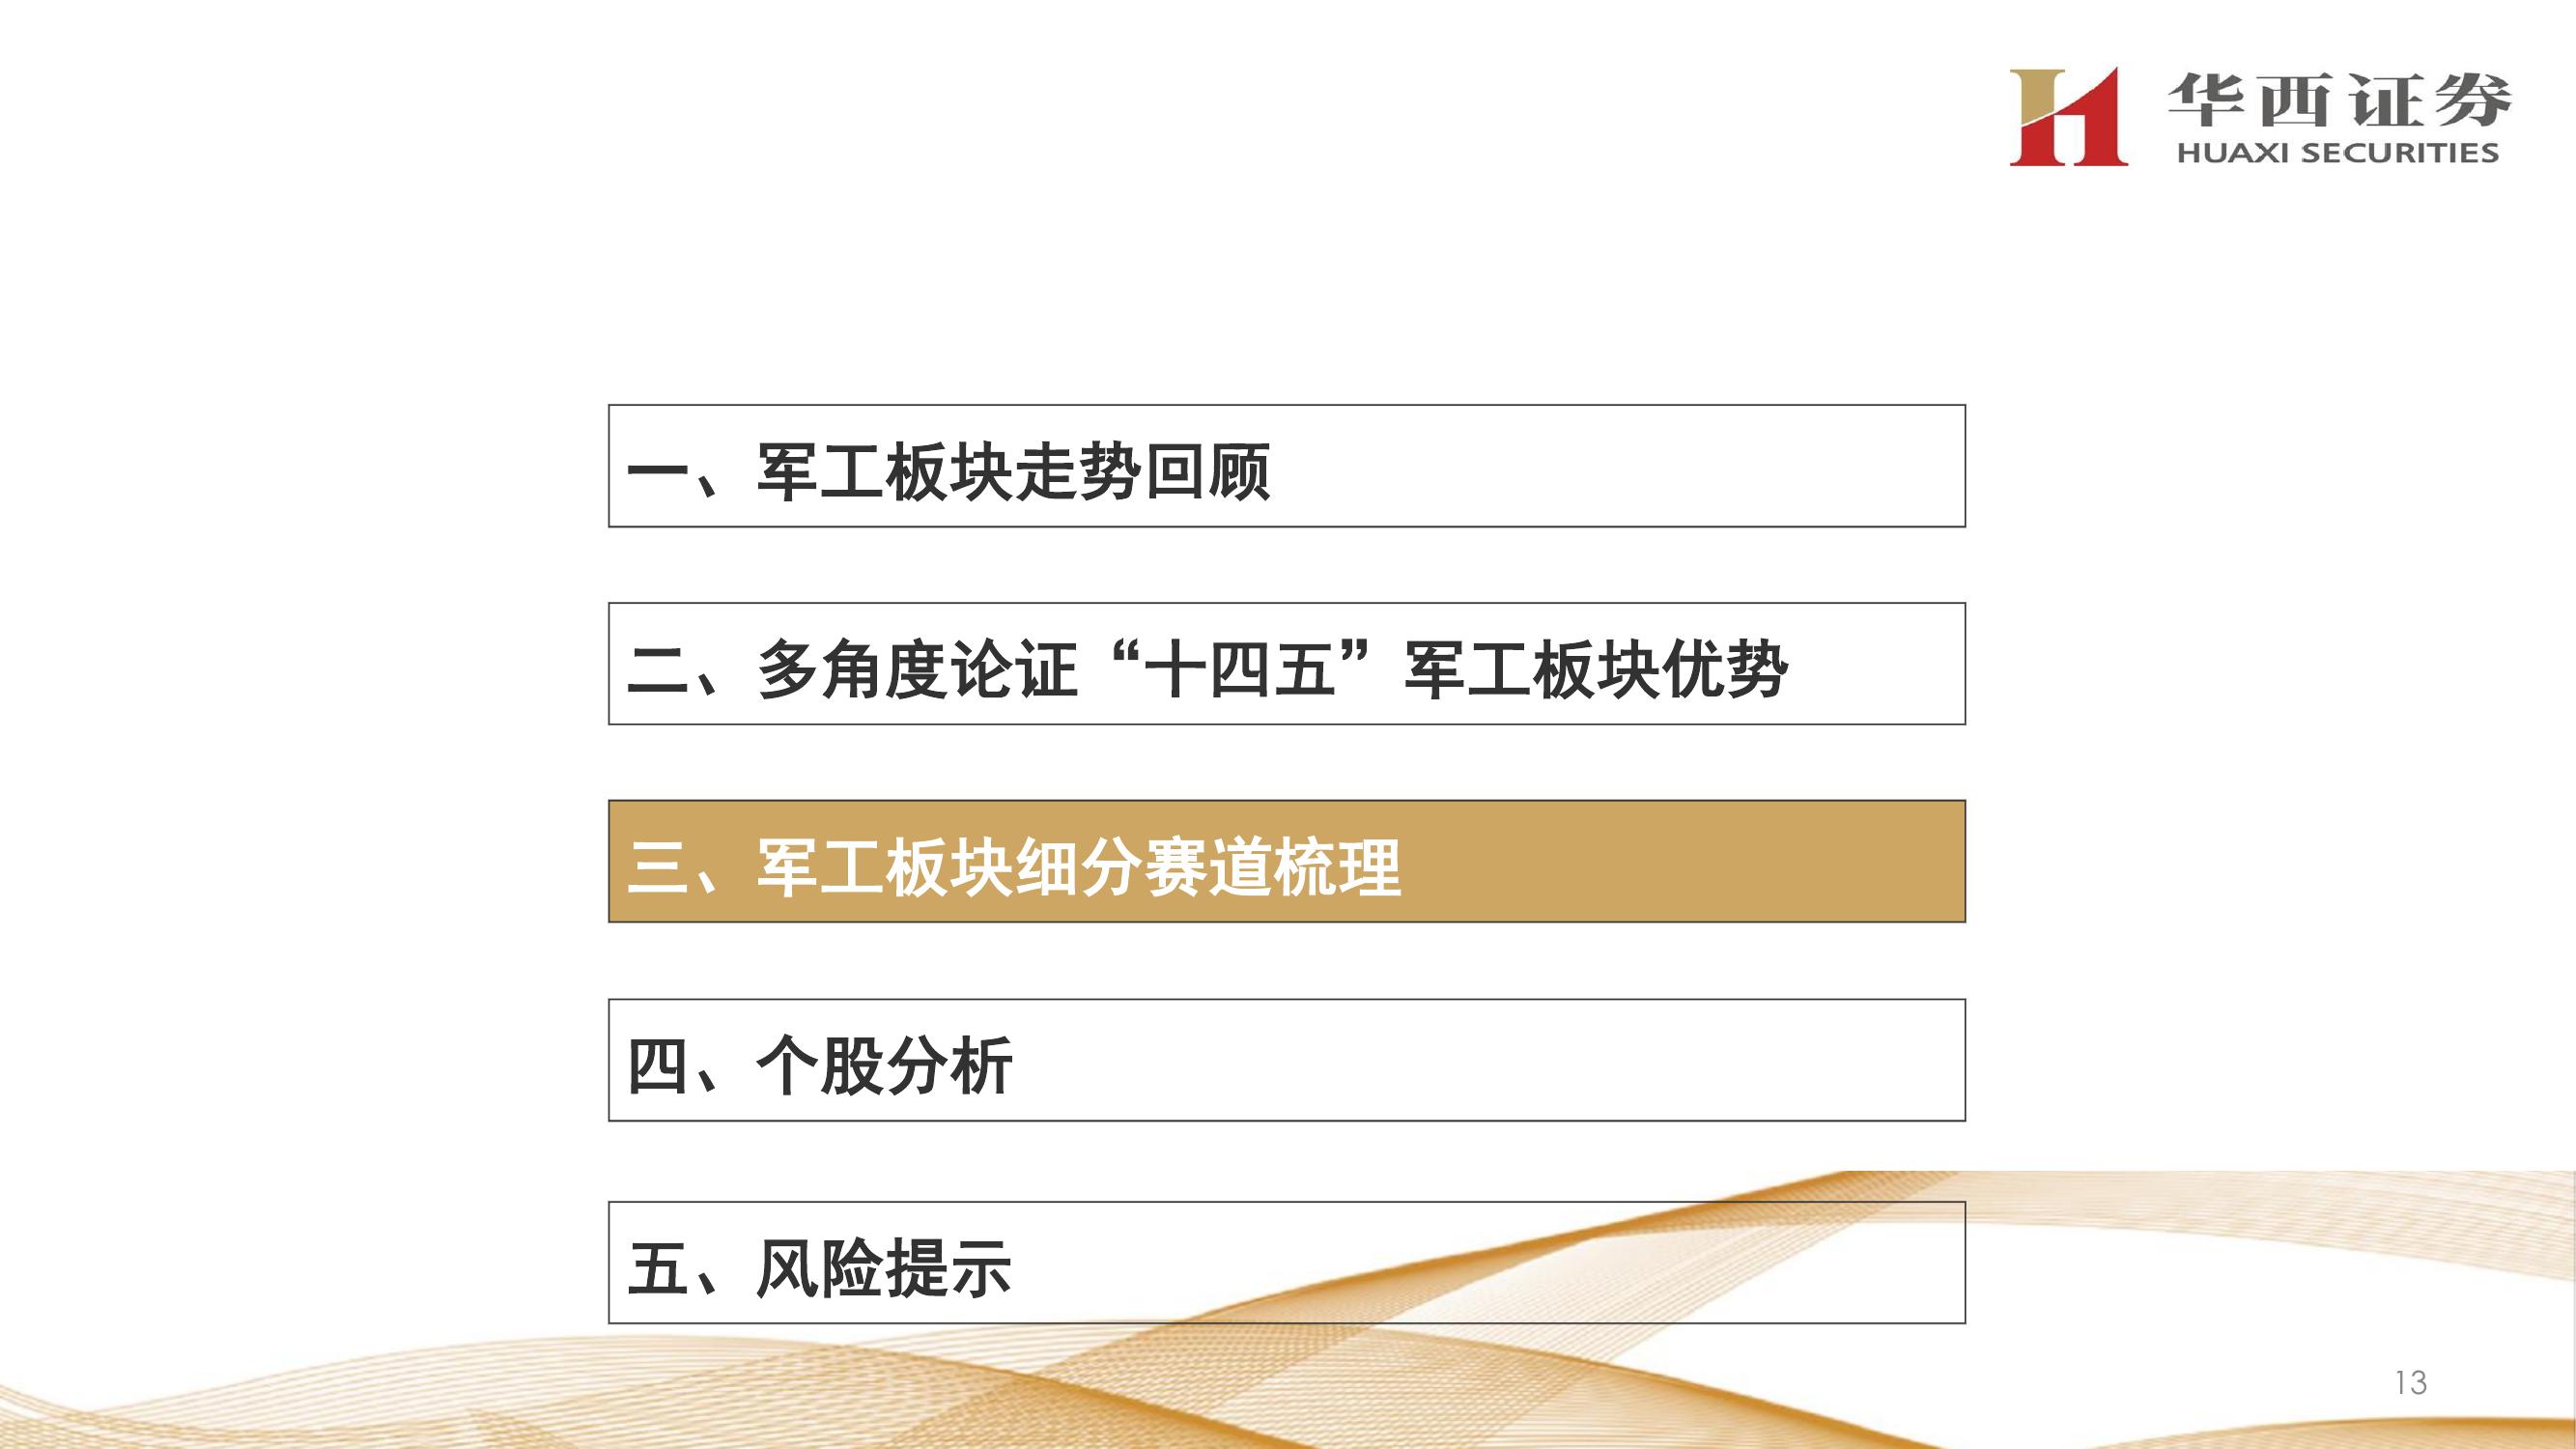 华西证券
HUAXI SECURITIES
一、军工板块走势回顾
二、多角度论证“十四五”军工板块优势
三、军工板块细分赛道梳理
四、个股分析
五、风险提示
13